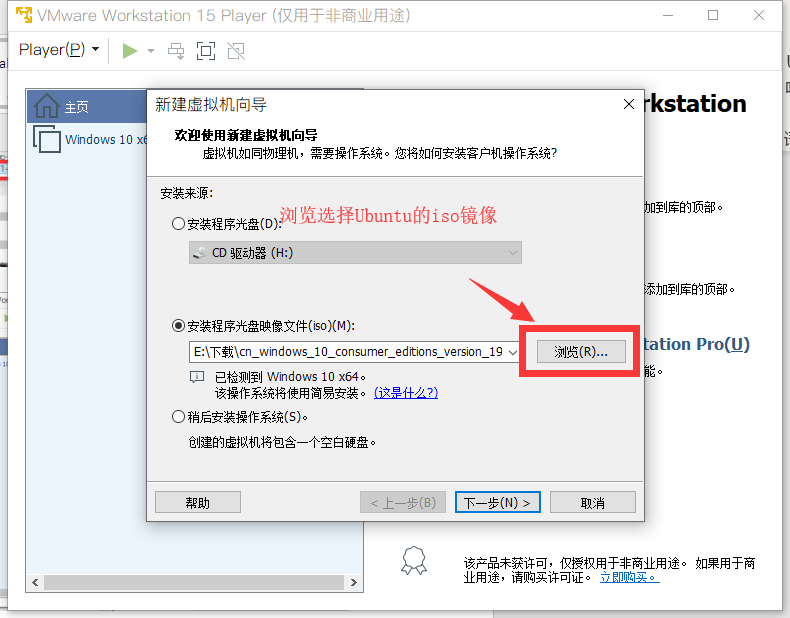 VMware Workstation 15 Player (仅用于非商业用途)
Player(P)
主页
Windows 10 x6
rkstation
加到库的顶部。
添加到库的顶部。
tation Pro(U)
能。
新建虚拟机向导
欢迎使用新建虚拟机向导
虚拟机如同物理机，需要操作系统。您将如何安装客户机操作系统?
安装来源:
浏览选择Ubuntu的iso镜像
安装程序光盘(D):
CD 驱动器 (H:)
安装程序光盘映像文件(iso)(M):
E:\下载\cn_windows_10_consumer_editions_version_19
浏览(R)...
已检测到 Windows 10 x64。
该操作系统将使用简易安装。 (这是什么?)
稍后安装操作系统(S)。
创建的虚拟机将包含一个空白硬盘。
帮助
< 上一步(B)
下一步(N) >
取消
该产品未获许可，仅授权用于非商业用途。 如果用于商
业用途，请购买许可证。 立即购买。